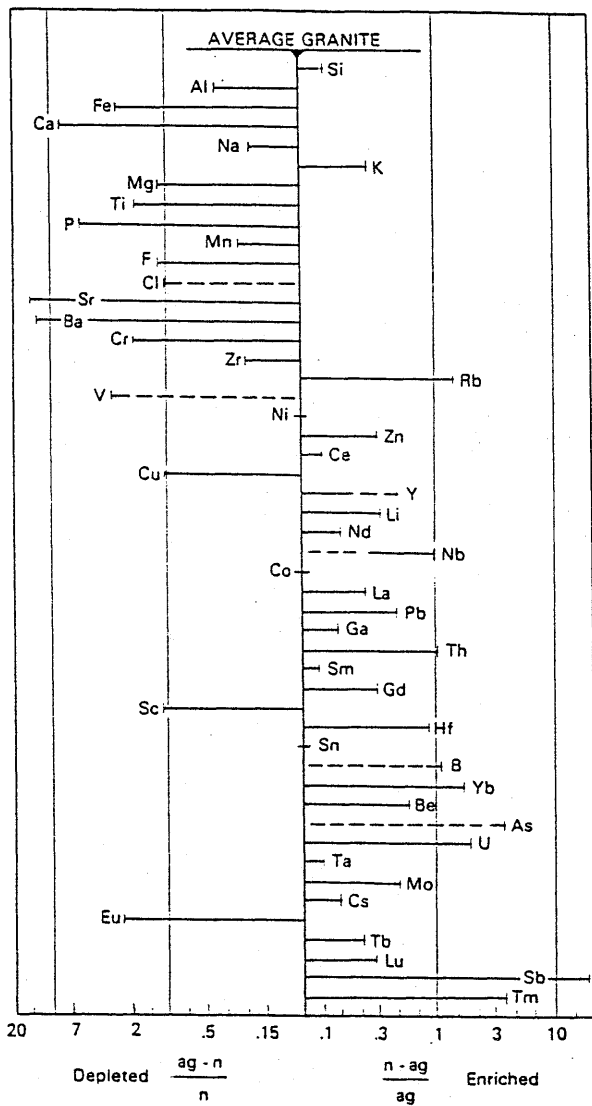 AVERAGE GRANITE
Si
Al
Fe
Ca
Na
K
Mg
Ti
P
Mn
F
Cl
Sr
Ba
Cr
Zr
Rb
V
Ni
Zn
Ce
Cu
Y
Li
Nd
Nb
Co
La
Pb
Ga
Th
Sm
Gd
Sc
Hf
Sn
B
Yb
Be
As
U
Ta
Mo
Cs
Eu
Tb
Lu
Sb
Tm
20 7 2 .5 .15 .1 .3 1 3 10
Depleted ag - n / n n - ag / ag Enriched